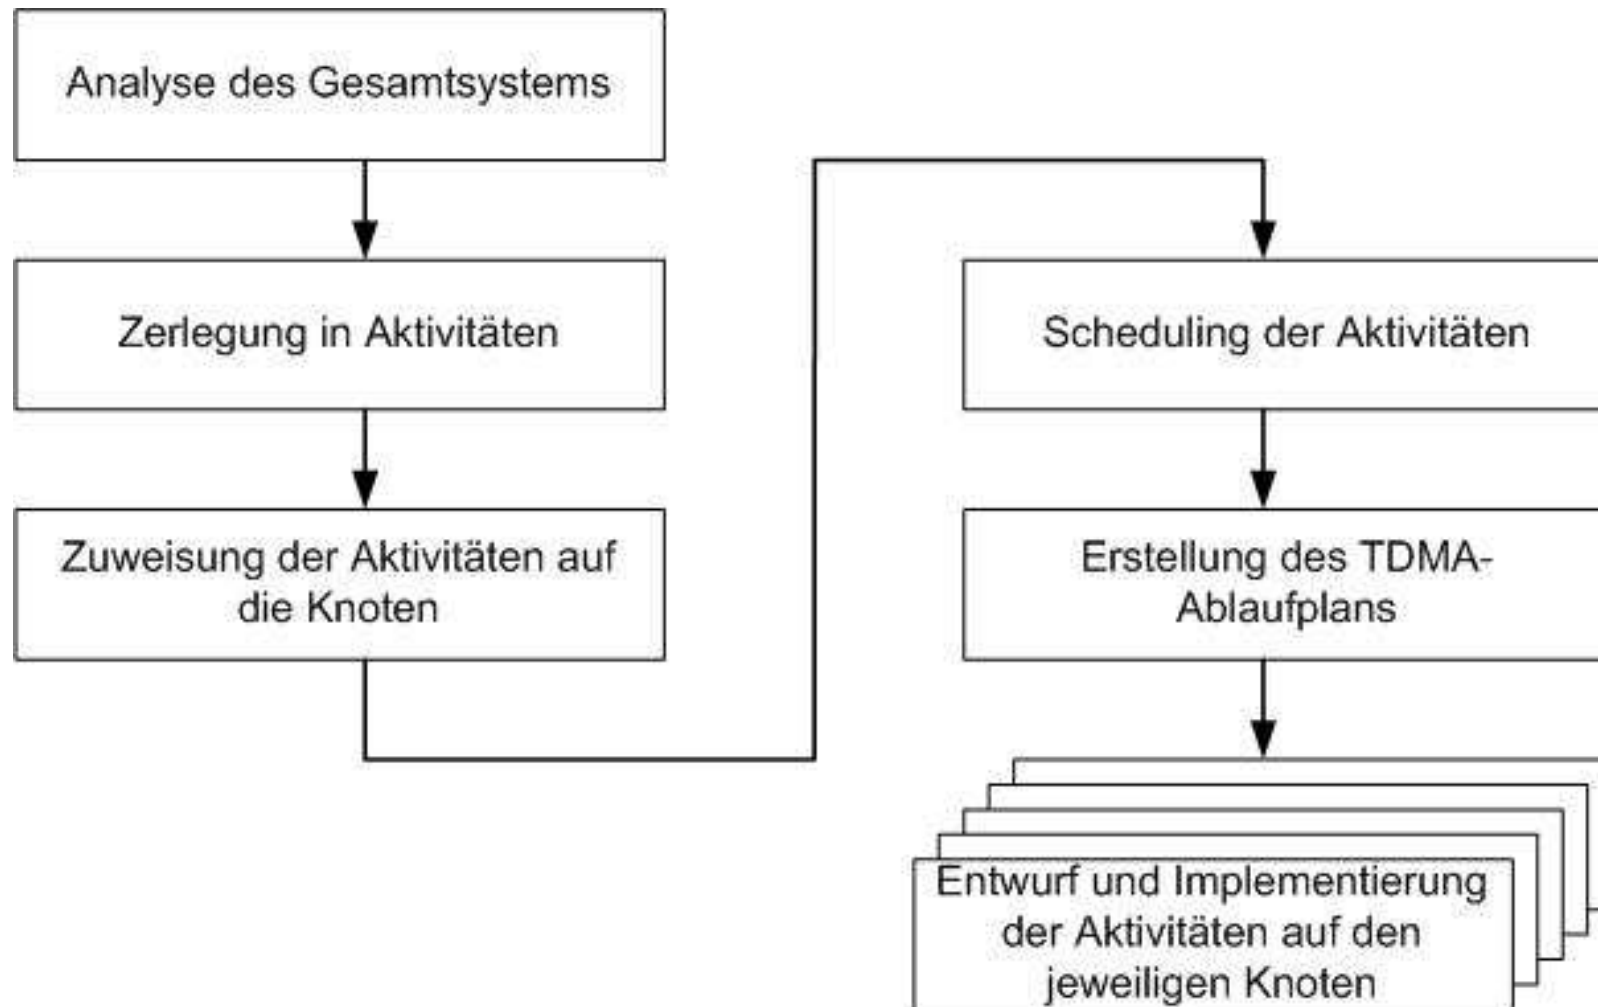 Analyse des Gesamtsystems
Zerlegung in Aktivitäten
Zuweisung der Aktivitäten auf
die Knoten
Scheduling der Aktivitäten
Erstellung des TDMA-
Ablaufplans
Entwurf und Implementierung
der Aktivitäten auf den
jeweiligen Knoten